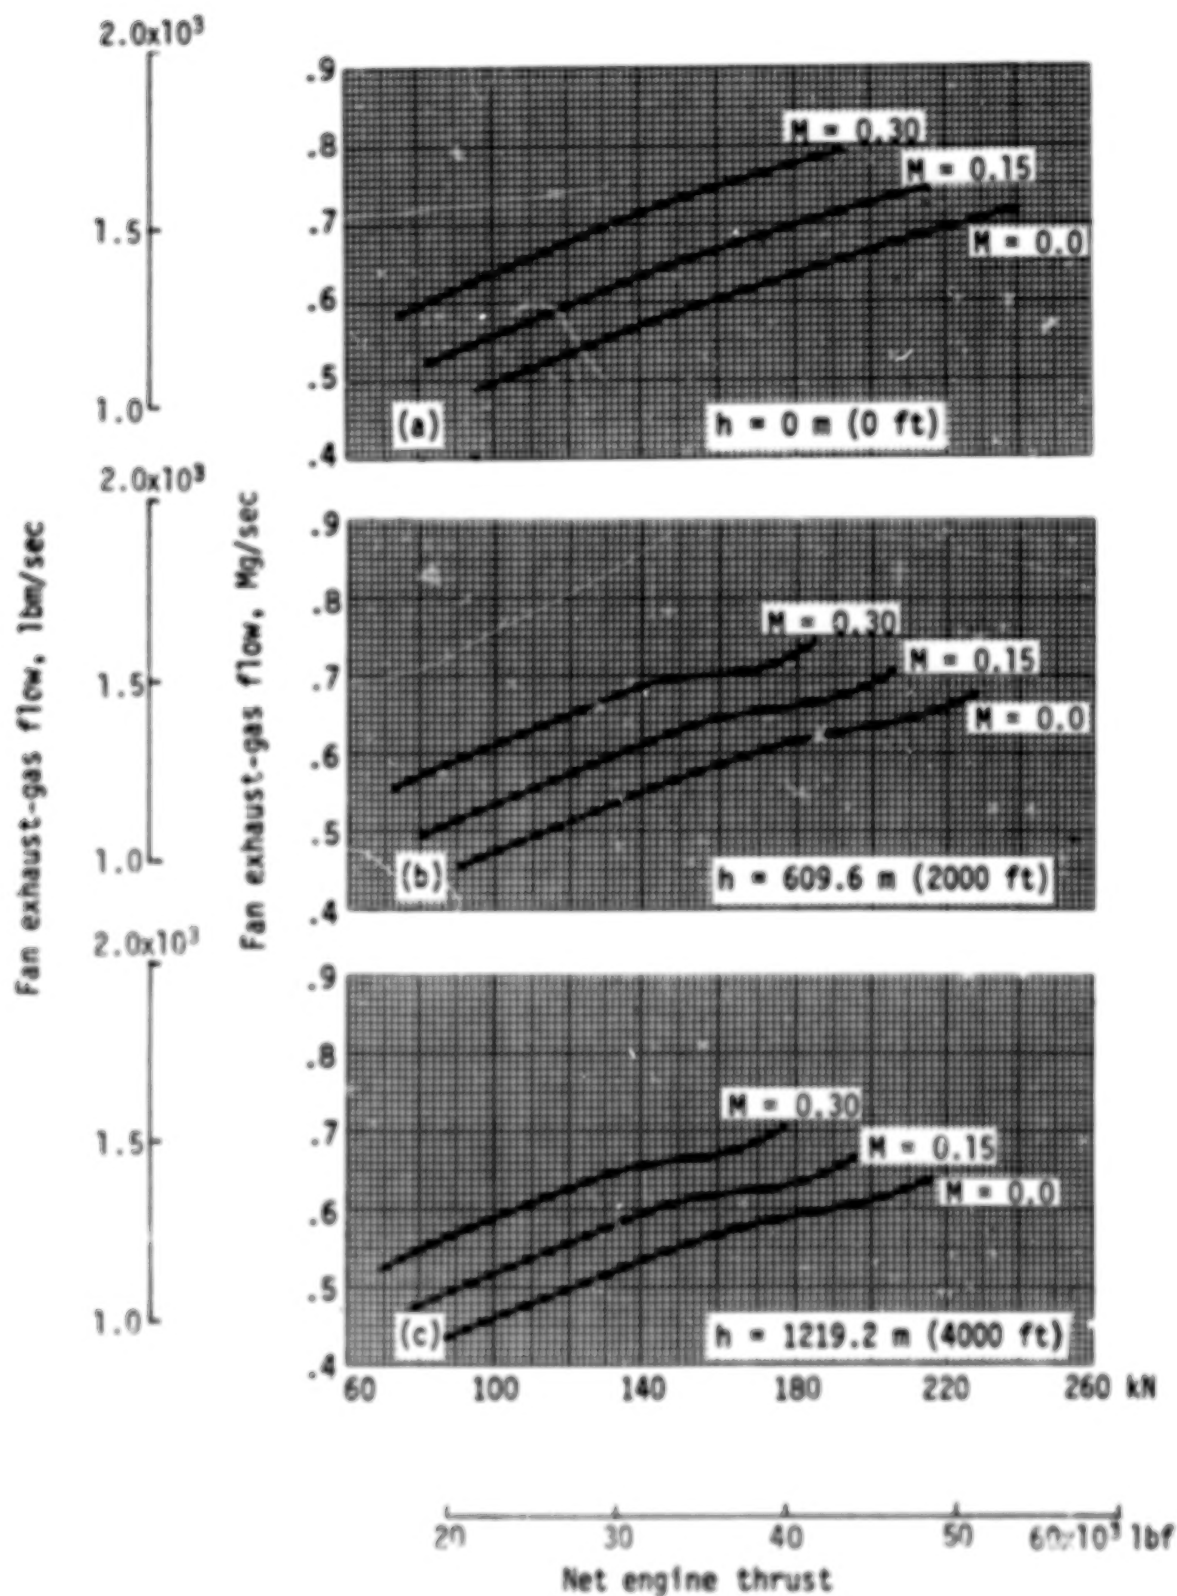 2.0x10³
1.5
1.0
.9
.8
.7
.6
.5
.4
M = 0.30
M = 0.15
M = 0.0
(a)
h = 0 m (0 ft)
2.0x10³
1.5
1.0
.9
.8
.7
.6
.5
.4
M = 0.30
M = 0.15
M = 0.0
(b)
h = 609.6 m (2000 ft)
Fan exhaust-gas flow, lbm/sec
Fan exhaust-gas flow, Mg/sec
2.0x10³
1.5
1.0
.9
.8
.7
.6
.5
.4
M = 0.30
M = 0.15
M = 0.0
(c)
h = 1219.2 m (4000 ft)
60 100 140 180 220 260 kN
20 30 40 50 60x10³ lbf
Net engine thrust